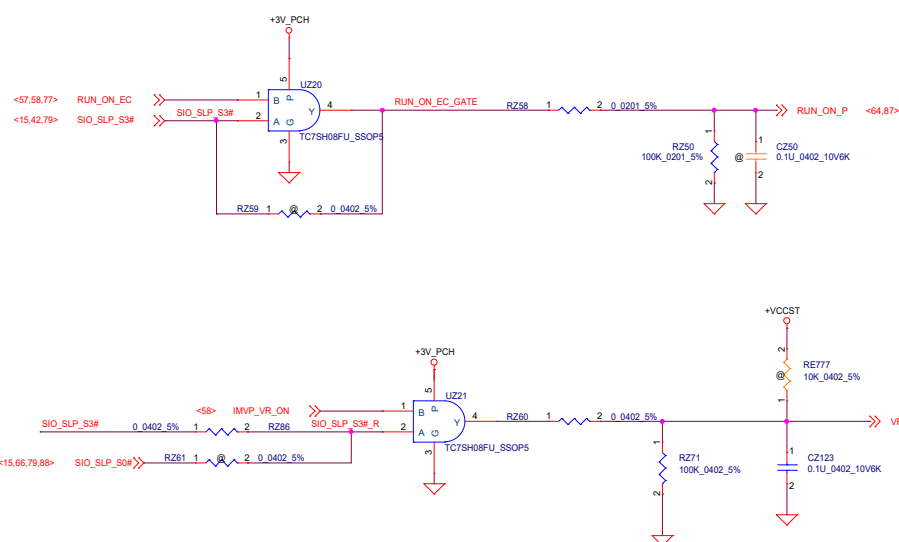 +3V_PCH
5
UZ20
<57,58,77> RUN_ON_EC 1 B P
<15,42,79> SIO_SLP_S3# SIO_SLP_S3# 2 A G Y 4 RUN_ON_EC_GATE RZ58 1 2 0_0201_5% RUN_ON_P <64,87>
3
TC7SH08FU_SSOP5
1 RZ50 2
100K_0201_5%
@ 1 CZ50
0.1U_0402_10V6K
2
RZ59 1 @ 2 0_0402_5%
+VCCST
+3V_PCH
2 RE777
@ 10K_0402_5%
1
5
UZ21
<58> IMVP_VR_ON 1 B P
SIO_SLP_S3# 0_0402_5% 1 2 RZ86 SIO_SLP_S3#_R 2 A G Y 4 RZ60 1 2 0_0402_5%
3
TC7SH08FU_SSOP5
<15,66,79,88> SIO_SLP_S0# RZ61 1 @ 2 0_0402_5%
1 RZ71 2
100K_0402_5%
1 CZ123
0.1U_0402_10V6K
2